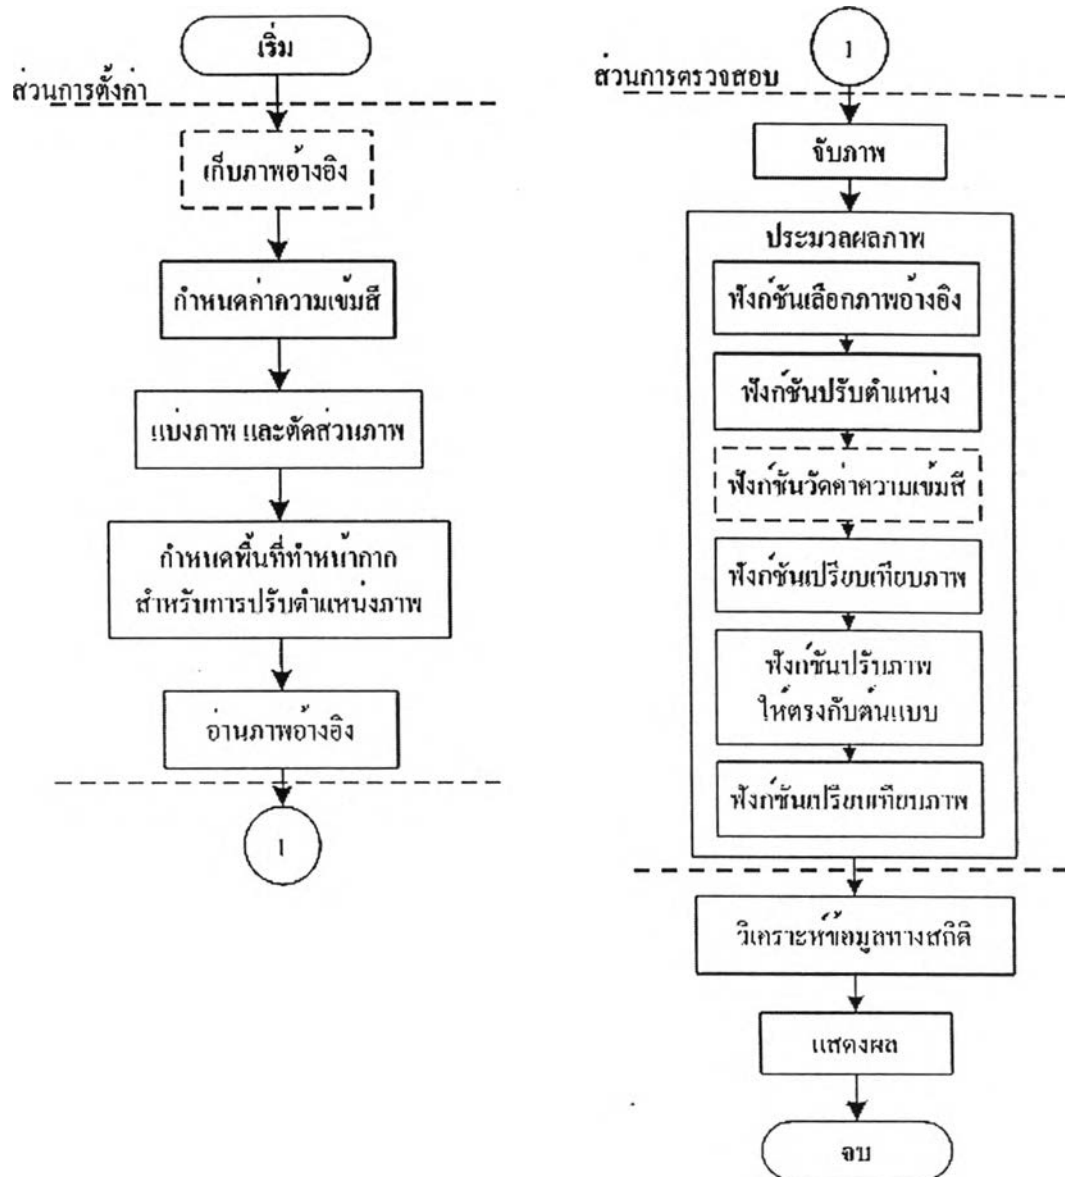 เริ่ม
ส่วนการตั้งค่า
เก็บภาพอ้างอิง
กำหนดค่าความเข้มสี
แบ่งภาพ และตัดส่วนภาพ
กำหนดพื้นที่ทำหน้ากาก
สำหรับการปรับตำแหน่งภาพ
อ่านภาพอ้างอิง
1
1
ส่วนการตรวจสอบ
จับภาพ
ประมวลผลภาพ
ฟังก์ชันเลือกภาพอ้างอิง
ฟังก์ชันปรับตำแหน่ง
ฟังก์ชันวัดค่าความเข้มสี
ฟังก์ชันเปรียบเทียบภาพ
ฟังก์ชันปรับภาพ
ให้ตรงกับต้นแบบ
ฟังก์ชันเปรียบเทียบภาพ
วิเคราะห์ข้อมูลทางสถิติ
แสดงผล
จบ